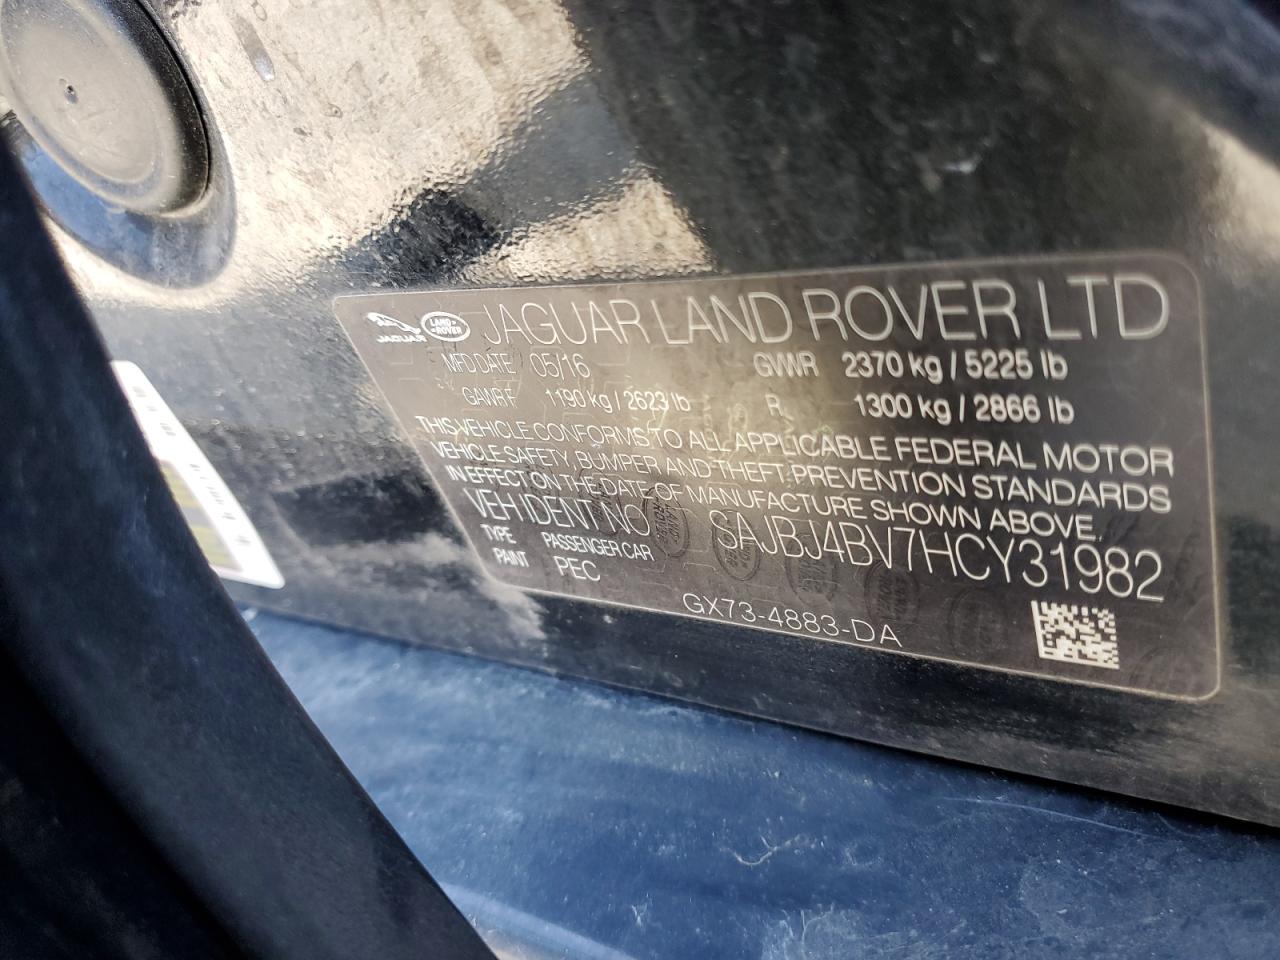 JAGUAR LAND-ROVER JAGUAR LAND ROVER LTD
MFD DATE 05/16 GVWR 2370 kg / 5225 lb
GAWR F 1190 kg / 2623 lb R 1300 kg / 2866 lb
THIS VEHICLE CONFORMS TO ALL APPLICABLE FEDERAL MOTOR
VEHICLE SAFETY, BUMPER AND THEFT PREVENTION STANDARDS
IN EFFECT ON THE DATE OF MANUFACTURE SHOWN ABOVE.
VEH IDENT NO SAJBJ4BV7HCY31982
TYPE PASSENGER CAR
PAINT PEC
GX73-4883-DA